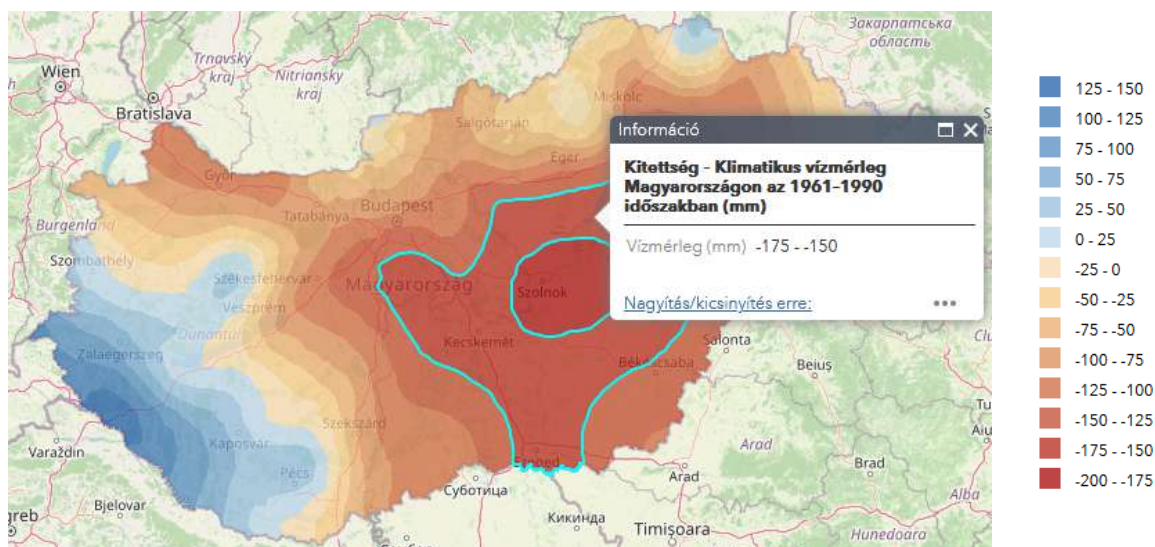 Закарпатська
область
Trnavský
kraj
Nitriansky
kraj
Wien
Bratislava
Miskolc
Salgótarján
Eger
Győr
Tatabánya
Budapest
Burgenland
Szombathely
Székesfehérvár
Veszprém
Magyarország
Szolnok
Dunántúl
Zalaegerszeg
Kecskemét
Békéscsaba
Salonta
Beiuș
Szekszárd
Kaposvár
Pécs
Varaždin
Szeged
Arad
Суботица
Arad
Brad
Alba
Bjelovar
Кикинда
Timișoara
Hunedoara
Információ
Kitettség - Klimatikus vízmérleg
Magyarországon az 1961-1990
időszakban (mm)
Vízmérleg (mm) -175 - -150
Nagyítás/kicsinyítés erre:
125 - 150
100 - 125
75 - 100
50 - 75
25 - 50
0 - 25
-25 - 0
-50 - -25
-75 - -50
-100 - -75
-125 - -100
-150 - -125
-175 - -150
-200 - -175